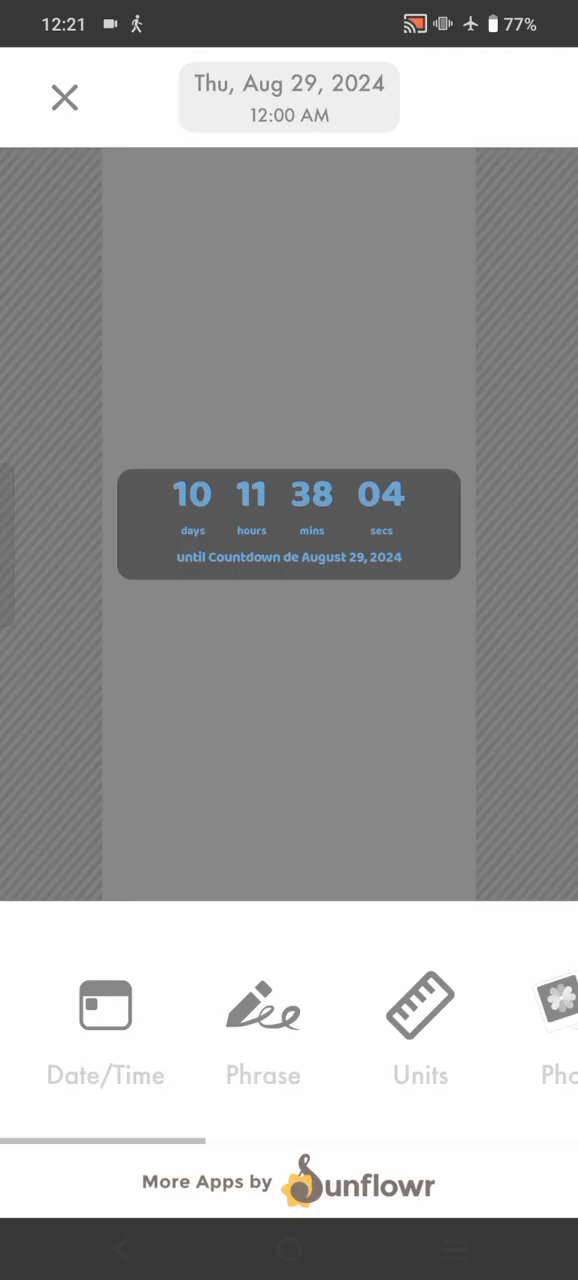 12:21 77%
Thu, Aug 29, 2024
12:00 AM
10 11 38 04
days hours mins secs
until Countdown de August 29, 2024
Date/Time Phrase Units Pho
More Apps by Sunflowr